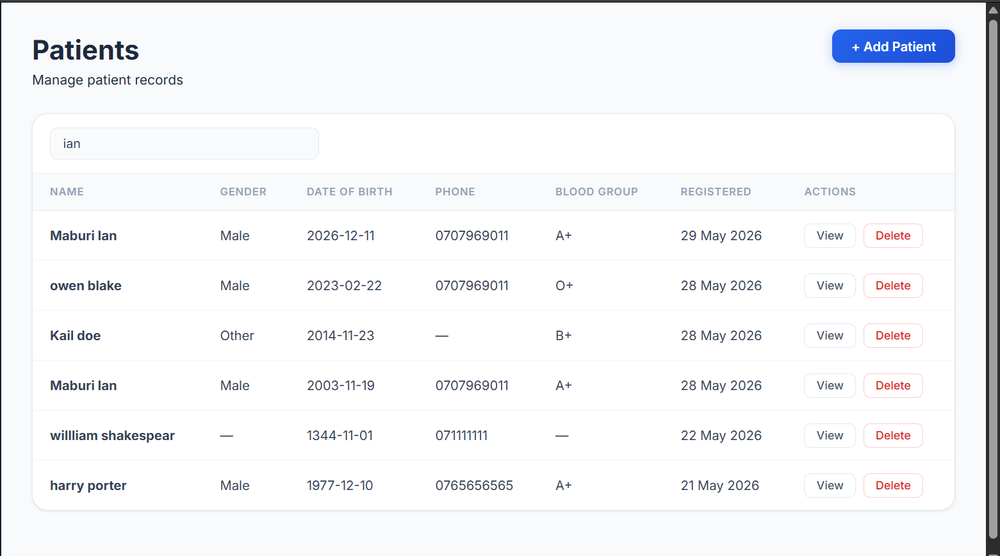 Patients
+ Add Patient
Manage patient records
ian
NAME GENDER DATE OF BIRTH PHONE BLOOD GROUP REGISTERED ACTIONS
Maburi Ian Male 2026-12-11 0707969011 A+ 29 May 2026 View Delete
owen blake Male 2023-02-22 0707969011 O+ 28 May 2026 View Delete
Kail doe Other 2014-11-23 — B+ 28 May 2026 View Delete
Maburi Ian Male 2003-11-19 0707969011 A+ 28 May 2026 View Delete
willliam shakespear — 1344-11-01 071111111 — 22 May 2026 View Delete
harry porter Male 1977-12-10 0765656565 A+ 21 May 2026 View Delete